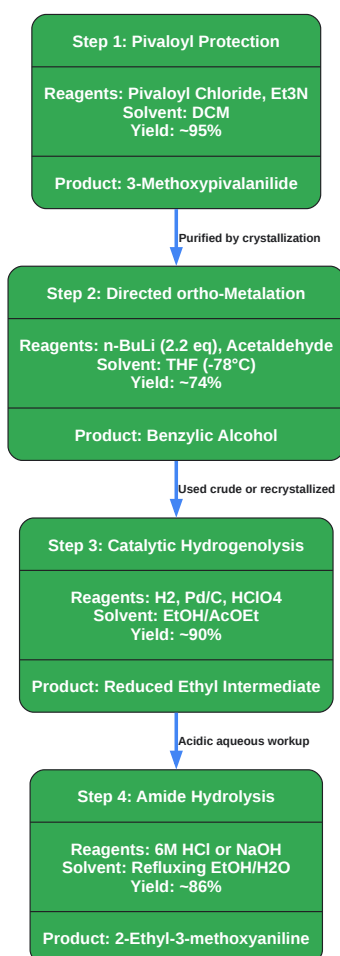 Step 1: Pivaloyl Protection
Reagents: Pivaloyl Chloride, Et3N
Solvent: DCM
Yield: ~95%
Product: 3-Methoxypivalanilide
Purified by crystallization
Step 2: Directed ortho-Metalation
Reagents: n-BuLi (2.2 eq), Acetaldehyde
Solvent: THF (-78°C)
Yield: ~74%
Product: Benzylic Alcohol
Used crude or recrystallized
Step 3: Catalytic Hydrogenolysis
Reagents: H2, Pd/C, HClO4
Solvent: EtOH/AcOEt
Yield: ~90%
Product: Reduced Ethyl Intermediate
Acidic aqueous workup
Step 4: Amide Hydrolysis
Reagents: 6M HCl or NaOH
Solvent: Refluxing EtOH/H2O
Yield: ~86%
Product: 2-Ethyl-3-methoxyaniline